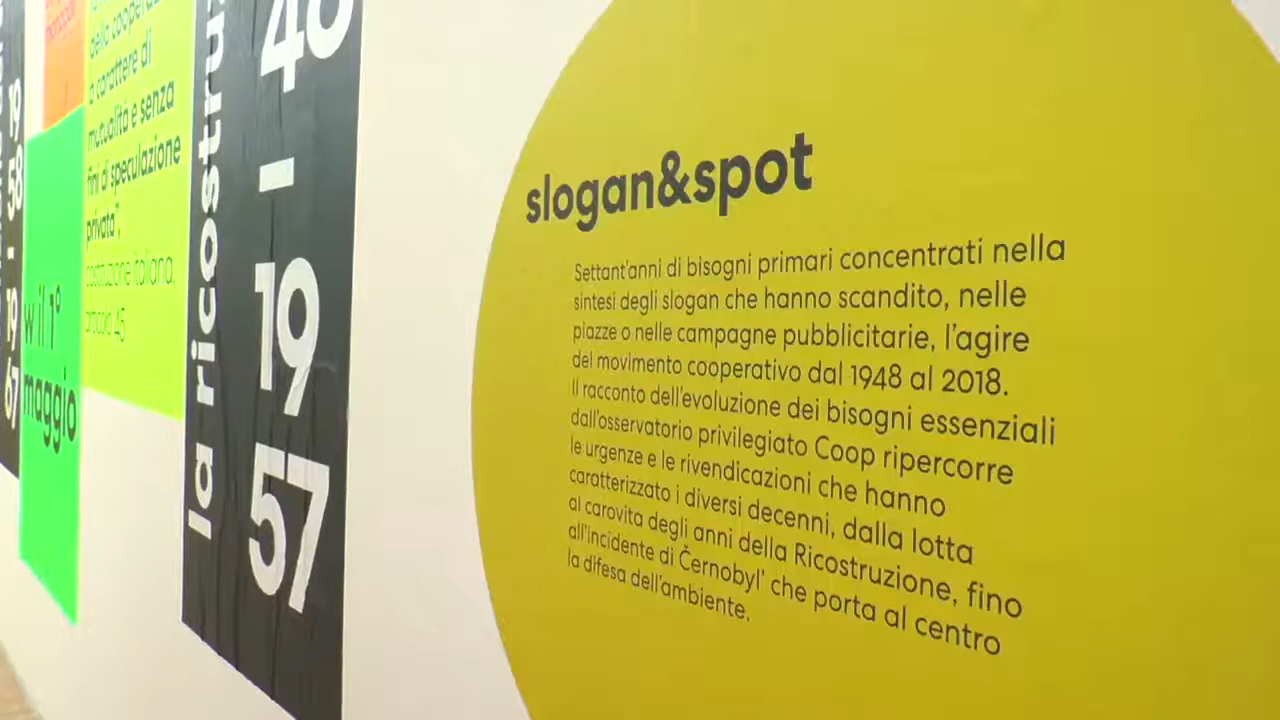 slogan&spot
Settant'anni di bisogni primari concentrati nella
sintesi degli slogan che hanno scandito, nelle
piazze o nelle campagne pubblicitarie, l'agire
del movimento cooperativo dal 1948 al 2018.
Il racconto dell'evoluzione dei bisogni essenziali
dall'osservatorio privilegiato Coop ripercorre
le urgenze e le rivendicazioni che hanno
caratterizzato i diversi decenni, dalla lotta
al carovita degli anni della Ricostruzione, fino
all'incidente di Černobyl' che porta al centro
la difesa dell'ambiente.
la
19
57
della
a carattere di
mutualità e senza
fini di speculazione
privata",
costituzione italiana,
articolo 45
w il 1°
maggio
58 - 19
67